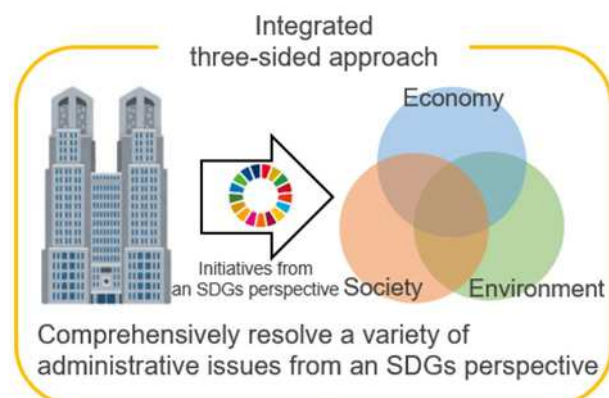 Integrated
three-sided approach
Economy
Initiatives from
an SDGs perspective
Society
Environment
Comprehensively resolve a variety of
administrative issues from an SDGs perspective